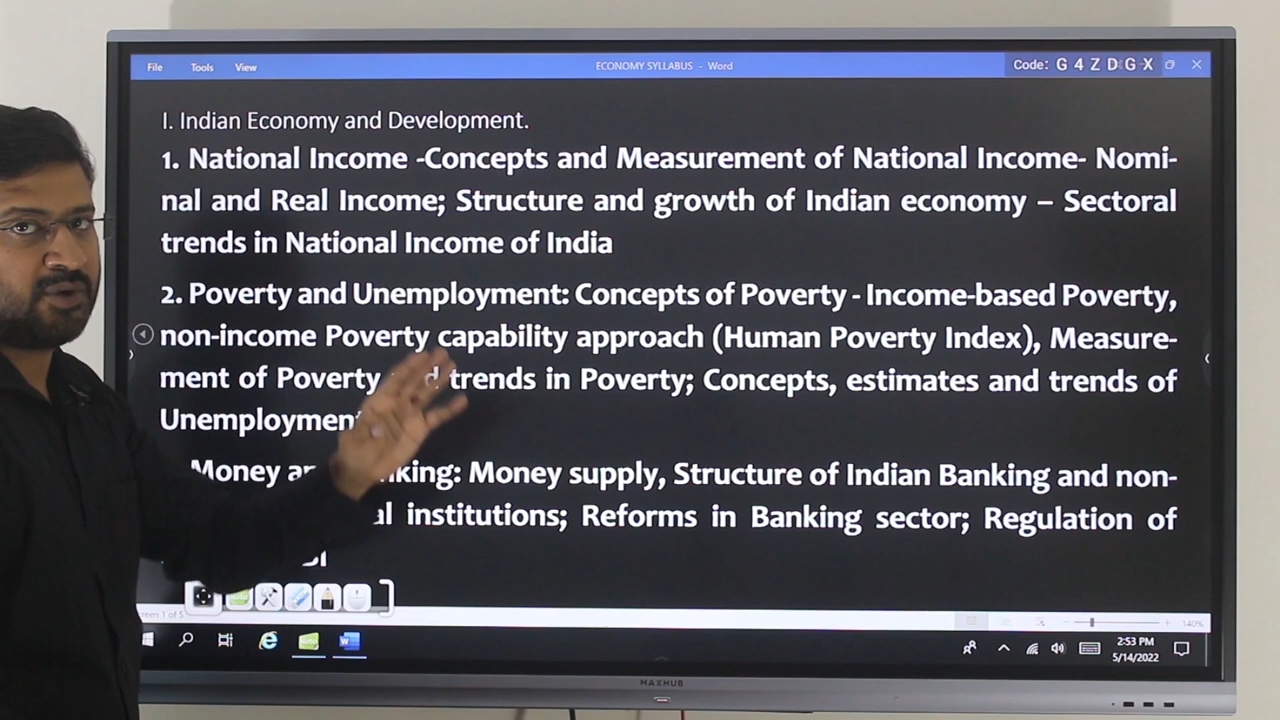 File Tools View ECONOMY SYLLABUS - Word Code: G 4 Z D G X
I. Indian Economy and Development.
1. National Income -Concepts and Measurement of National Income- Nomi-
nal and Real Income; Structure and growth of Indian economy – Sectoral
trends in National Income of India
2. Poverty and Unemployment: Concepts of Poverty - Income-based Poverty,
non-income Poverty capability approach (Human Poverty Index), Measure-
ment of Poverty trends in Poverty; Concepts, estimates and trends of
Unemployment
Money Money supply, Structure of Indian Banking and non-
institutions; Reforms in Banking sector; Regulation of
140%
2:53 PM
5/14/2022
MAXHUB